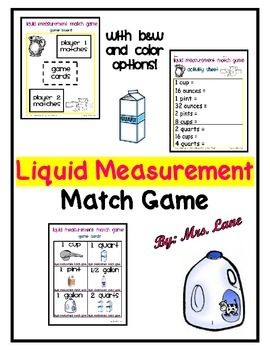 liquid measurement match game
game board
player 1
matches
game
cards
player 2
matches
with b&w
and color
options!
QUART
liquid measurement match game
activity sheet
1 cup =
16 ounces =
1 pint =
32 ounces =
2 pints =
8 cups =
2 quarts =
16 cups =
4 quarts =
Liquid Measurement
Match Game
By: Mrs. Lane
liquid measurement match game
game cards
1 cup
1 quart
1 pint
1/2 gallon
1 gallon
2 quarts